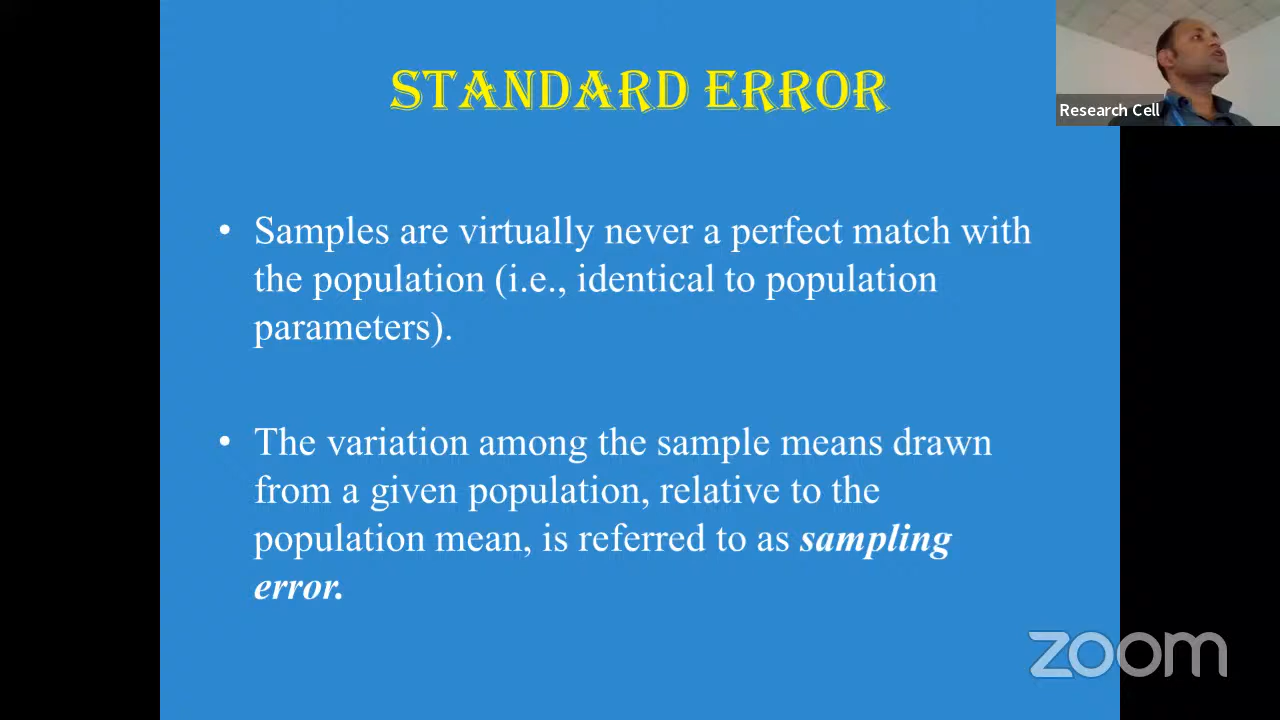 STANDARD ERROR
Research Cell
• Samples are virtually never a perfect match with
the population (i.e., identical to population
parameters).
• The variation among the sample means drawn
from a given population, relative to the
population mean, is referred to as sampling
error.
zoom